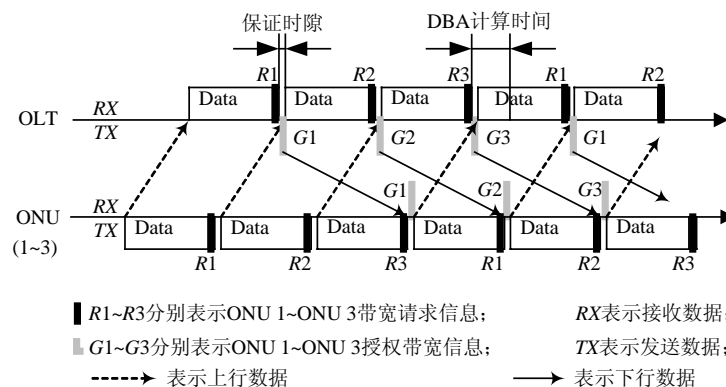 保证时隙 DBA计算时间
R1 R2 R3 R1 R2
Data Data Data Data Data
OLT RX
TX
G1 G2 G3 G1
G1 G2 G3
ONU RX
(1~3) TX
Data Data Data Data Data Data
R1 R2 R3 R1 R2 R3
R1~R3分别表示ONU 1~ONU 3带宽请求信息; RX表示接收数据;
G1~G3分别表示ONU 1~ONU 3授权带宽信息; TX表示发送数据;
表示上行数据 表示下行数据